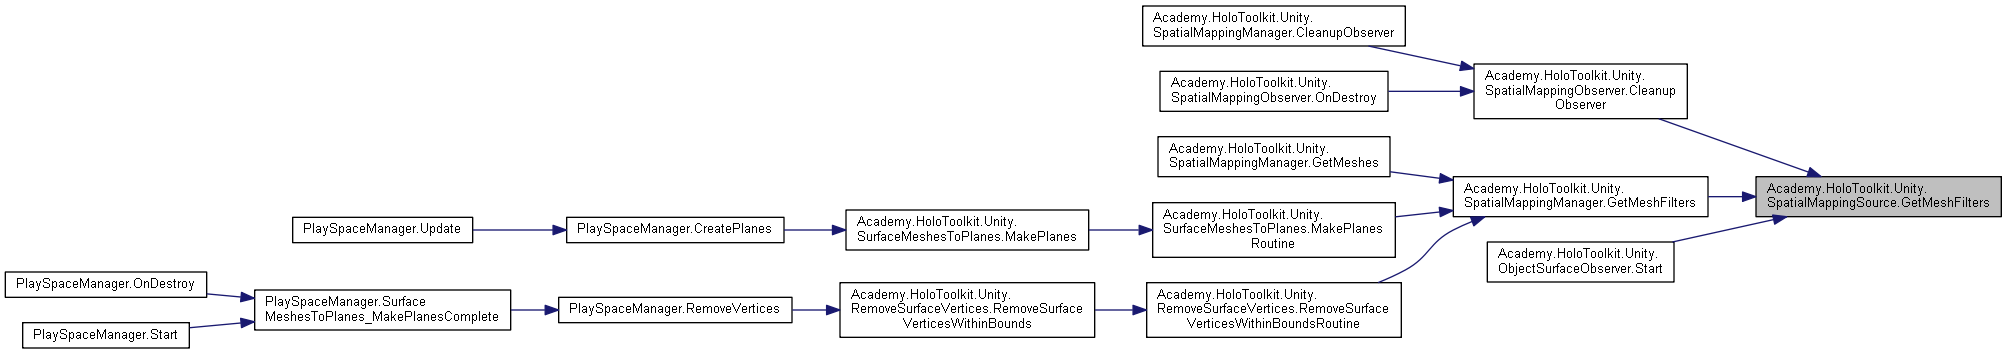 Academy.HoloToolkit.Unity.
SpatialMappingManager.CleanupObserver
Academy.HoloToolkit.Unity.
SpatialMappingObserver.Cleanup
Observer
Academy.HoloToolkit.Unity.
SpatialMappingObserver.OnDestroy
Academy.HoloToolkit.Unity.
SpatialMappingManager.GetMeshes
Academy.HoloToolkit.Unity.
SpatialMappingManager.GetMeshFilters
Academy.HoloToolkit.Unity.
SpatialMappingSource.GetMeshFilters
PlaySpaceManager.Update
PlaySpaceManager.CreatePlanes
Academy.HoloToolkit.Unity.
SurfaceMeshesToPlanes.MakePlanes
Academy.HoloToolkit.Unity.
SurfaceMeshesToPlanes.MakePlanes
Routine
Academy.HoloToolkit.Unity.
ObjectSurfaceObserver.Start
PlaySpaceManager.OnDestroy
PlaySpaceManager.Start
PlaySpaceManager.Surface
MeshesToPlanes_MakePlanesComplete
PlaySpaceManager.RemoveVertices
Academy.HoloToolkit.Unity.
RemoveSurfaceVertices.RemoveSurface
VerticesWithinBounds
Academy.HoloToolkit.Unity.
RemoveSurfaceVertices.RemoveSurface
VerticesWithinBoundsRoutine